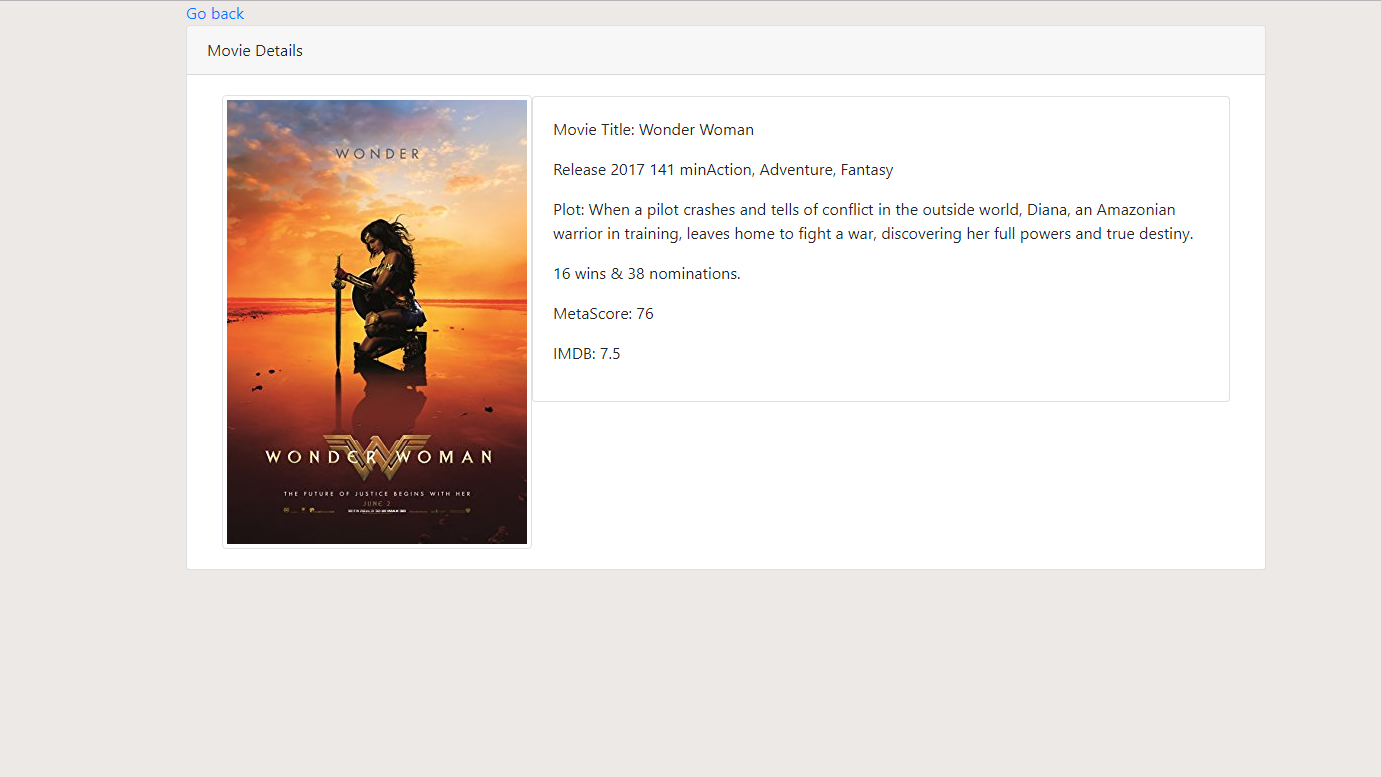 Go back
Movie Details
WONDER
WONDER WOMAN
THE FUTURE OF JUSTICE BEGINS WITH HER
JUNE 2
Movie Title: Wonder Woman
Release 2017 141 minAction, Adventure, Fantasy
Plot: When a pilot crashes and tells of conflict in the outside world, Diana, an Amazonian
warrior in training, leaves home to fight a war, discovering her full powers and true destiny.
16 wins & 38 nominations.
MetaScore: 76
IMDB: 7.5